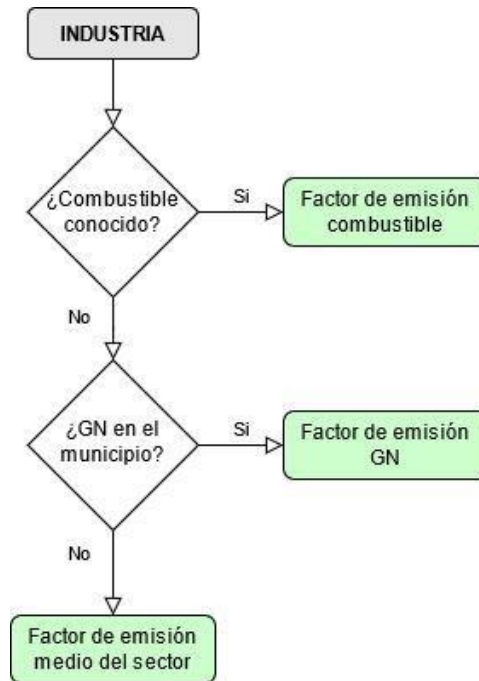 INDUSTRIA
¿Combustible
conocido?
Si
Factor de emisión
combustible
No
¿GN en el
municipio?
Si
Factor de emisión
GN
No
Factor de emisión
medio del sector